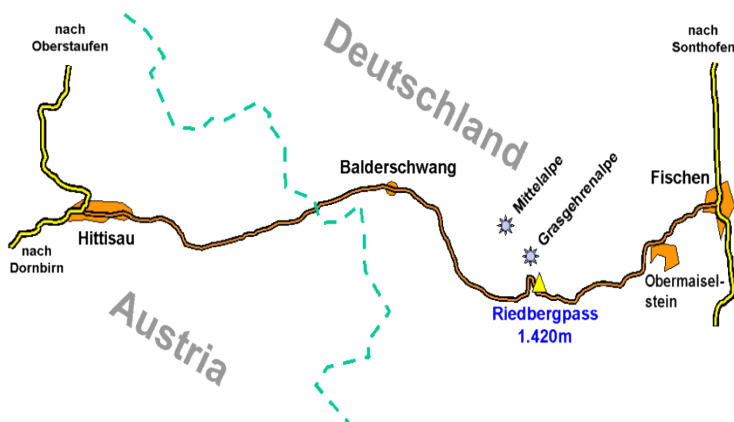 nach
Oberstaufen
Deutschland
nach
Sonthofen
Balderschwang
Mittelalpe
Grasgehrenalpe
Fischen
Hittisau
nach
Dornbirn
Obermaisel-
stein
Riedbergpass
1.420m
Austria